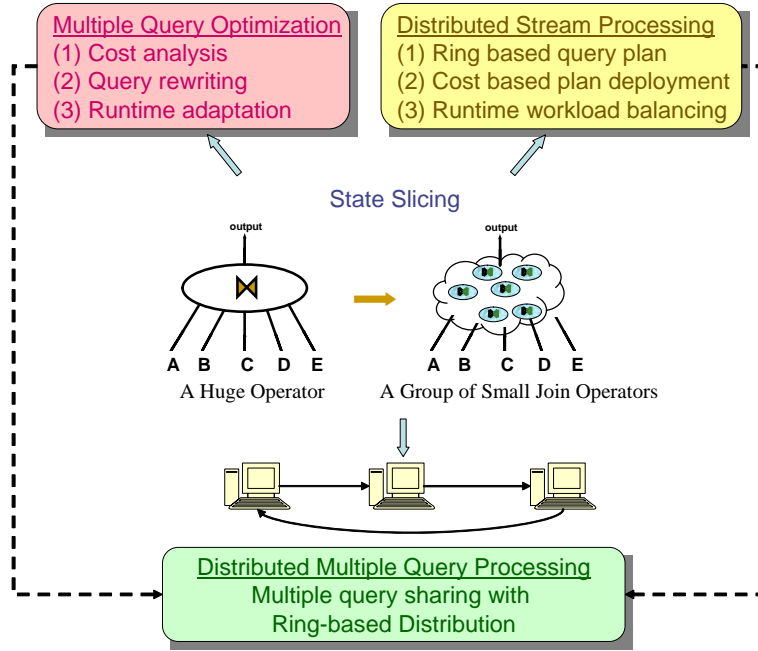 Multiple Query Optimization
(1) Cost analysis
(2) Query rewriting
(3) Runtime adaptation
Distributed Stream Processing
(1) Ring based query plan
(2) Cost based plan deployment
(3) Runtime workload balancing
State Slicing
output
output
A B C D E
A B C D E
A Huge Operator
A Group of Small Join Operators
Distributed Multiple Query Processing
Multiple query sharing with
Ring-based Distribution